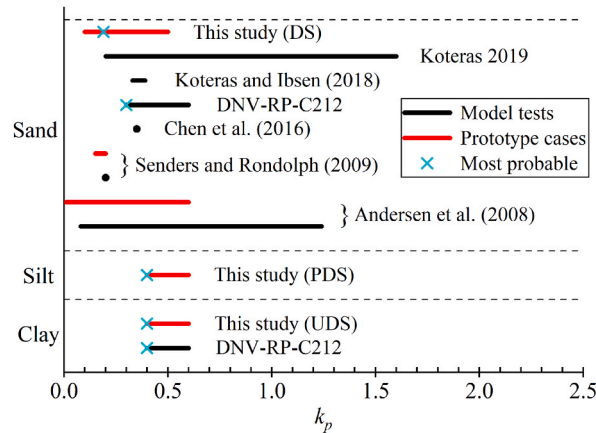 This study (DS)
Koteras 2019
Koteras and Ibsen (2018)
DNV-RP-C212
Sand
Chen et al. (2016)
} Senders and Rondolph (2009)
} Andersen et al. (2008)
Model tests
Prototype cases
Most probable
Silt
This study (PDS)
Clay
This study (UDS)
DNV-RP-C212
0.0 0.5 1.0 1.5 2.0 2.5
kp